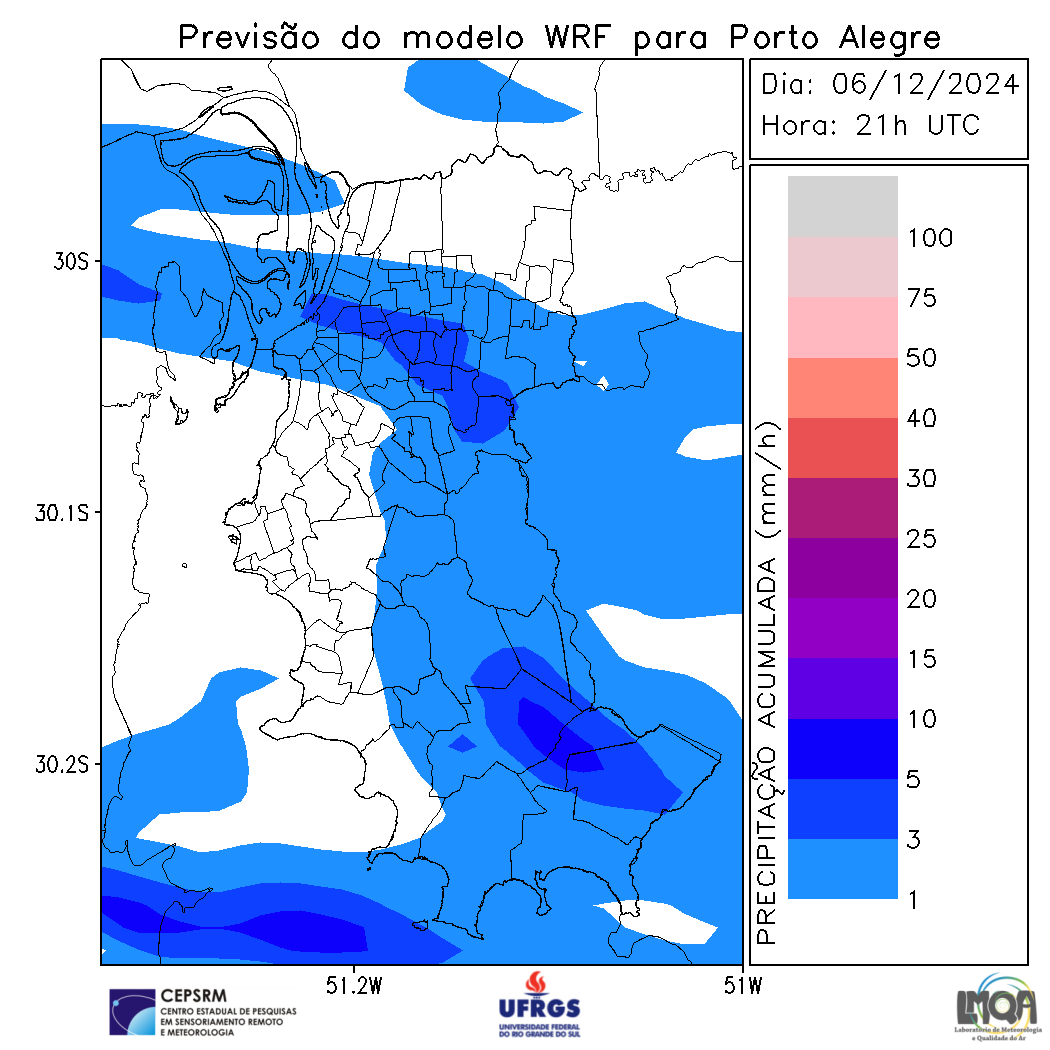 Previsão do modelo WRF para Porto Alegre
Dia: 06/12/2024
Hora: 21h UTC
30S
30.1S
30.2S
51.2W
51W
PRECIPITAÇÃO ACUMULADA (mm/h)
100
75
50
40
30
25
20
15
10
5
3
1
CEPSRM
CENTRO ESTADUAL DE PESQUISAS
EM SENSORIAMENTO REMOTO
E METEOROLOGIA
UFRGS
UNIVERSIDADE FEDERAL
DO RIO GRANDE DO SUL
LMQA
Laboratório de Meteorologia
e Qualidade do Ar